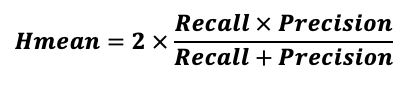 Hmean = 2 × Recall × Precision / Recall + Precision